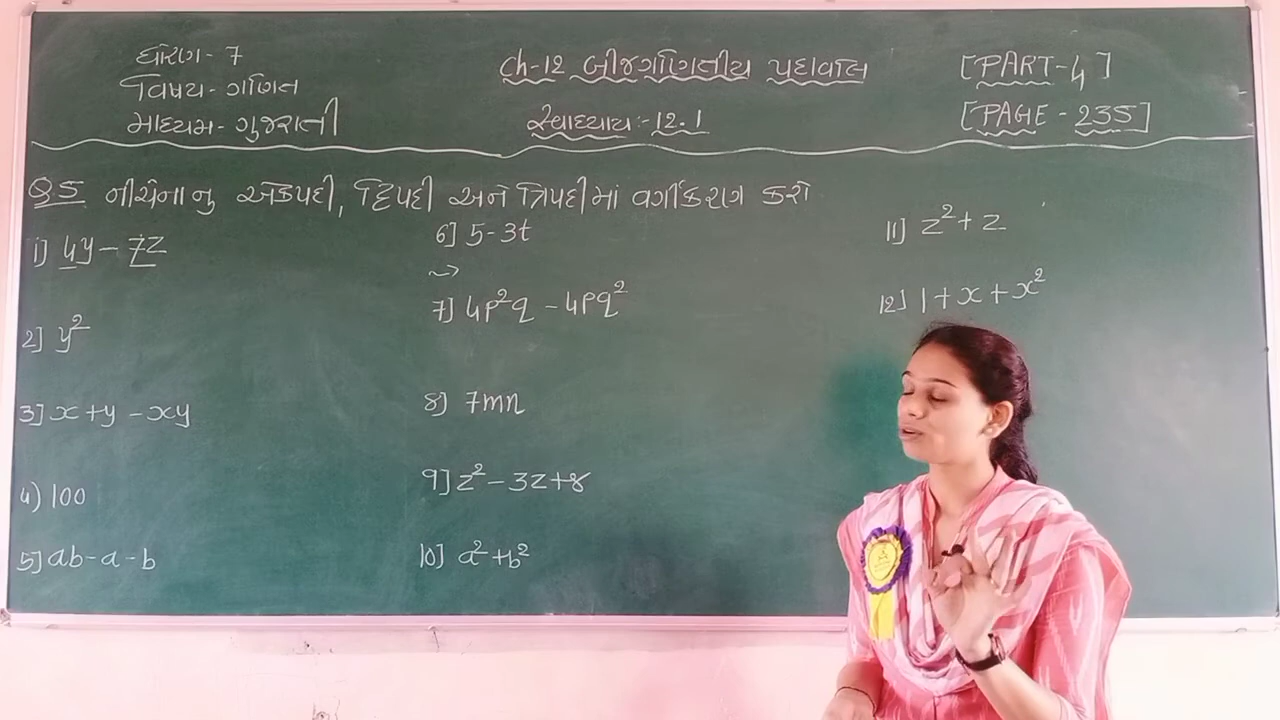 ધોરણ- 7
વિષય- ગણિત
માધ્યમ- ગુજરાતી
Ch-12 બીજગણિતીય પદાવલિ
સ્વાધ્યાય:- 12.1
[PART-4]
[PAGE - 235]
Q 5 નીચેનાનુ એકપદી, દ્વિપદી અને ત્રિપદીમાં વર્ગીકરણ કરો
1) 4y - 7z
2] y²
3] x + y - xy
4) 100
5] ab - a - b
6] 5 - 3t
7] 4p²q - 4pq²
8) 7mn
9] z² - 3z + 8
10] a² + b²
11] z² + z
12] 1 + x + x²